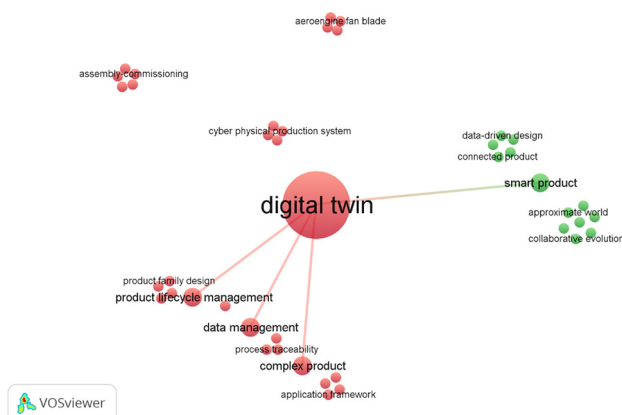 aeroengine fan blade
assembly-commissioning
cyber physical production system
data-driven design
connected product
smart product
digital twin
approximate world
collaborative evolution
product family design
product lifecycle management
data management
process traceability
complex product
application framework
VOSviewer